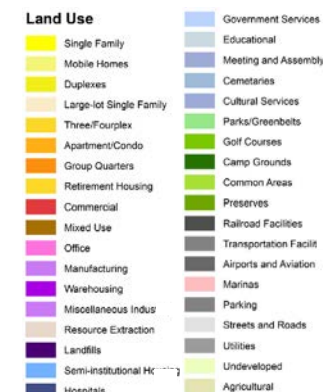 Land Use
Single Family
Mobile Homes
Duplexes
Large-lot Single Family
Three/Fourplex
Apartment/Condo
Group Quarters
Retirement Housing
Commercial
Mixed Use
Office
Manufacturing
Warehousing
Miscellaneous Indus
Resource Extraction
Landfills
Semi-institutional
Hospitals
Government Services
Educational
Meeting and Assembly
Cemetaries
Cultural Services
Parks/Greenbelts
Golf Courses
Camp Grounds
Common Areas
Preserves
Railroad Facilities
Transportation Facilit
Airports and Aviation
Marinas
Parking
Streets and Roads
Utilities
Undeveloped
Agricultural